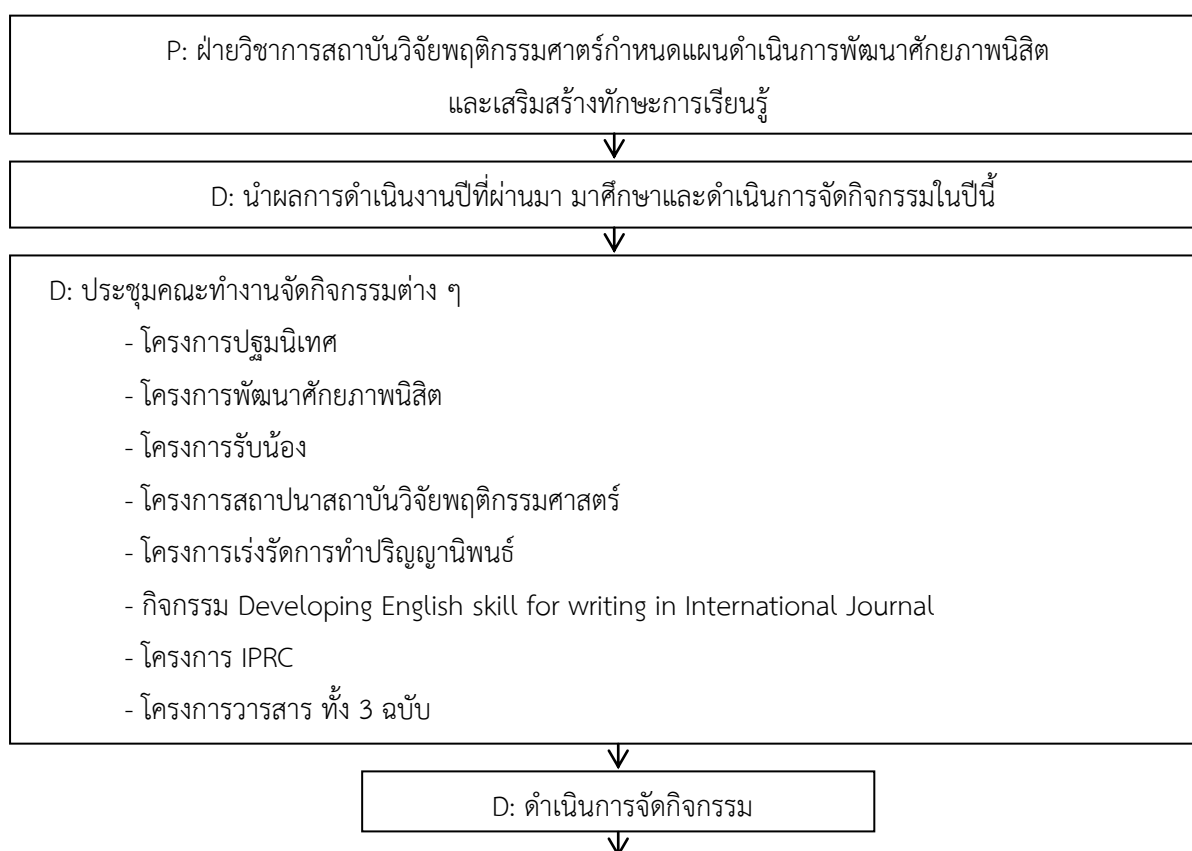 P: ฝ่ายวิชาการสถาบันวิจัยพฤติกรรมศาตร์กำหนดแผนดำเนินการพัฒนาศักยภาพนิสิต
และเสริมสร้างทักษะการเรียนรู้
D: นำผลการดำเนินงานปีที่ผ่านมา มาศึกษาและดำเนินการจัดกิจกรรมในปีนี้
D: ประชุมคณะทำงานจัดกิจกรรมต่าง ๆ
- โครงการปฐมนิเทศ
- โครงการพัฒนาศักยภาพนิสิต
- โครงการรับน้อง
- โครงการสถาปนาสถาบันวิจัยพฤติกรรมศาสตร์
- โครงการเร่งรัดการทำปริญญานิพนธ์
- กิจกรรม Developing English skill for writing in International Journal
- โครงการ IPRC
- โครงการวารสาร ทั้ง 3 ฉบับ
D: ดำเนินการจัดกิจกรรม